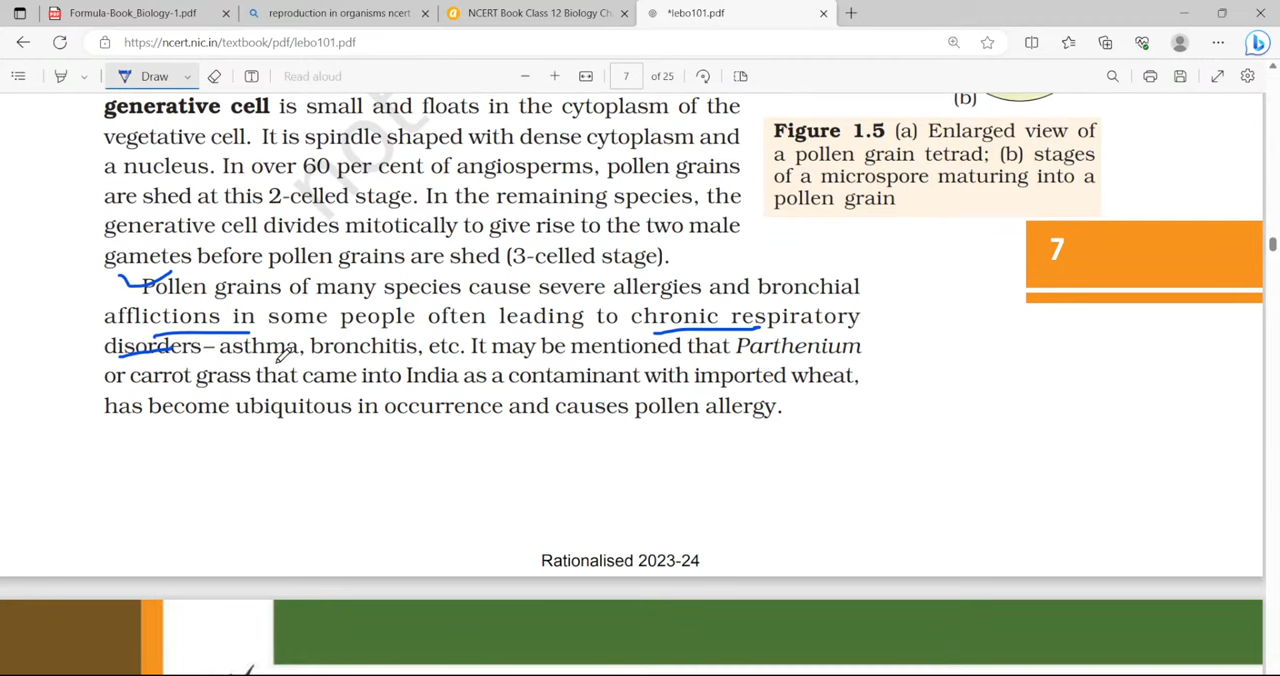 Formula-Book_Biology-1.pdf
reproduction in organisms ncert
NCERT Book Class 12 Biology Ch
*lebo101.pdf
https://ncert.nic.in/textbook/pdf/lebo101.pdf
Draw
Read aloud
7
of 25
generative cell is small and floats in the cytoplasm of the
vegetative cell. It is spindle shaped with dense cytoplasm and
a nucleus. In over 60 per cent of angiosperms, pollen grains
are shed at this 2-celled stage. In the remaining species, the
generative cell divides mitotically to give rise to the two male
gametes before pollen grains are shed (3-celled stage).
Pollen grains of many species cause severe allergies and bronchial
afflictions in some people often leading to chronic respiratory
disorders– asthma, bronchitis, etc. It may be mentioned that Parthenium
or carrot grass that came into India as a contaminant with imported wheat,
has become ubiquitous in occurrence and causes pollen allergy.
(b)
Figure 1.5 (a) Enlarged view of
a pollen grain tetrad; (b) stages
of a microspore maturing into a
pollen grain
7
not
Rationalised 2023-24